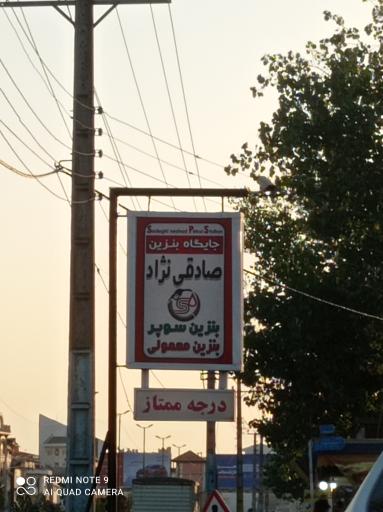 Sadeghi nezhad Petrol Station
جایگاه بنزین
صادقی نژاد
بنزین سوپر
بنزین معمولی
درجه ممتاز
REDMI NOTE 9
AI QUAD CAMERA